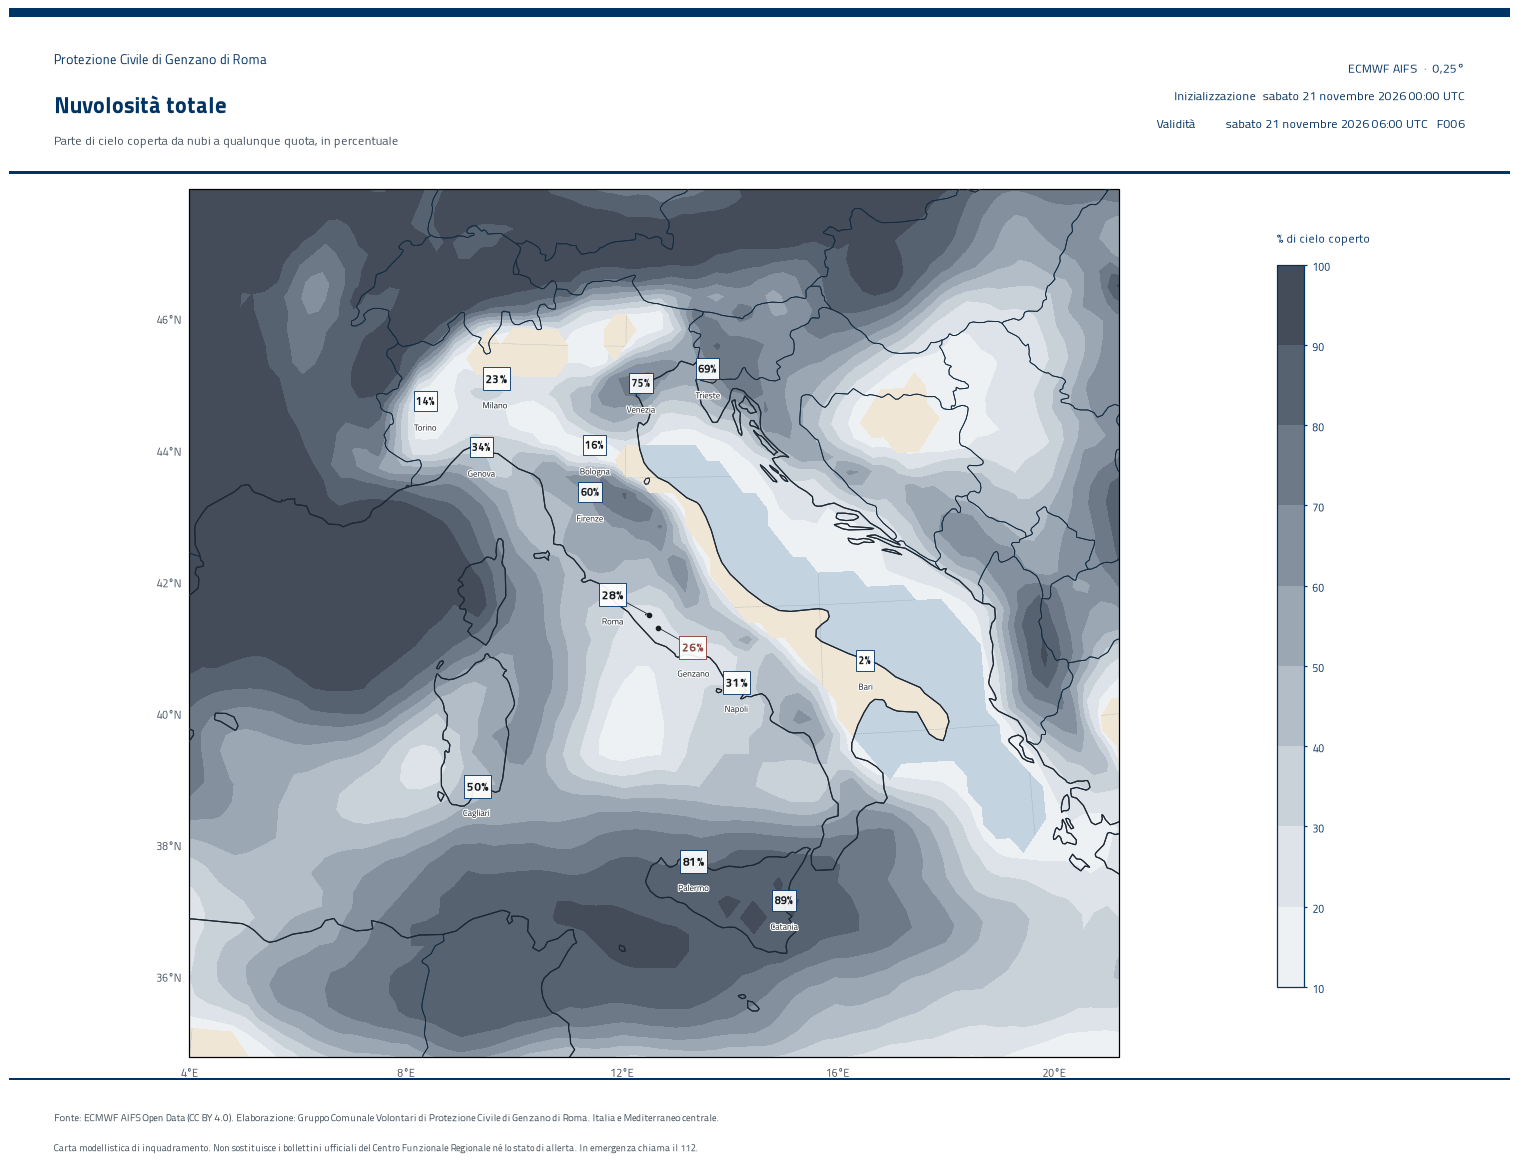 Protezione Civile di Genzano di Roma
Nuvolosità totale
Parte di cielo coperta da nubi a qualunque quota, in percentuale
ECMWF AIFS · 0,25°
Inizializzazione sabato 21 novembre 2026 00:00 UTC
Validità sabato 21 novembre 2026 06:00 UTC F006
% di cielo coperto
100
90
80
70
60
50
40
30
20
10
46°N
44°N
42°N
40°N
38°N
36°N
4°E
8°E
12°E
16°E
20°E
69%
Trieste
75%
Venezia
23%
Milano
14%
Torino
34%
Genova
16%
Bologna
60%
Firenze
28%
Roma
26%
Genzano
31%
Napoli
2%
Bari
50%
Cagliari
81%
Palermo
89%
Catania
Fonte: ECMWF AIFS Open Data (CC BY 4.0). Elaborazione: Gruppo Comunale Volontari di Protezione Civile di Genzano di Roma. Italia e Mediterraneo centrale.
Carta modellistica di inquadramento. Non sostituisce i bollettini ufficiali del Centro Funzionale Regionale né lo stato di allerta. In emergenza chiama il 112.